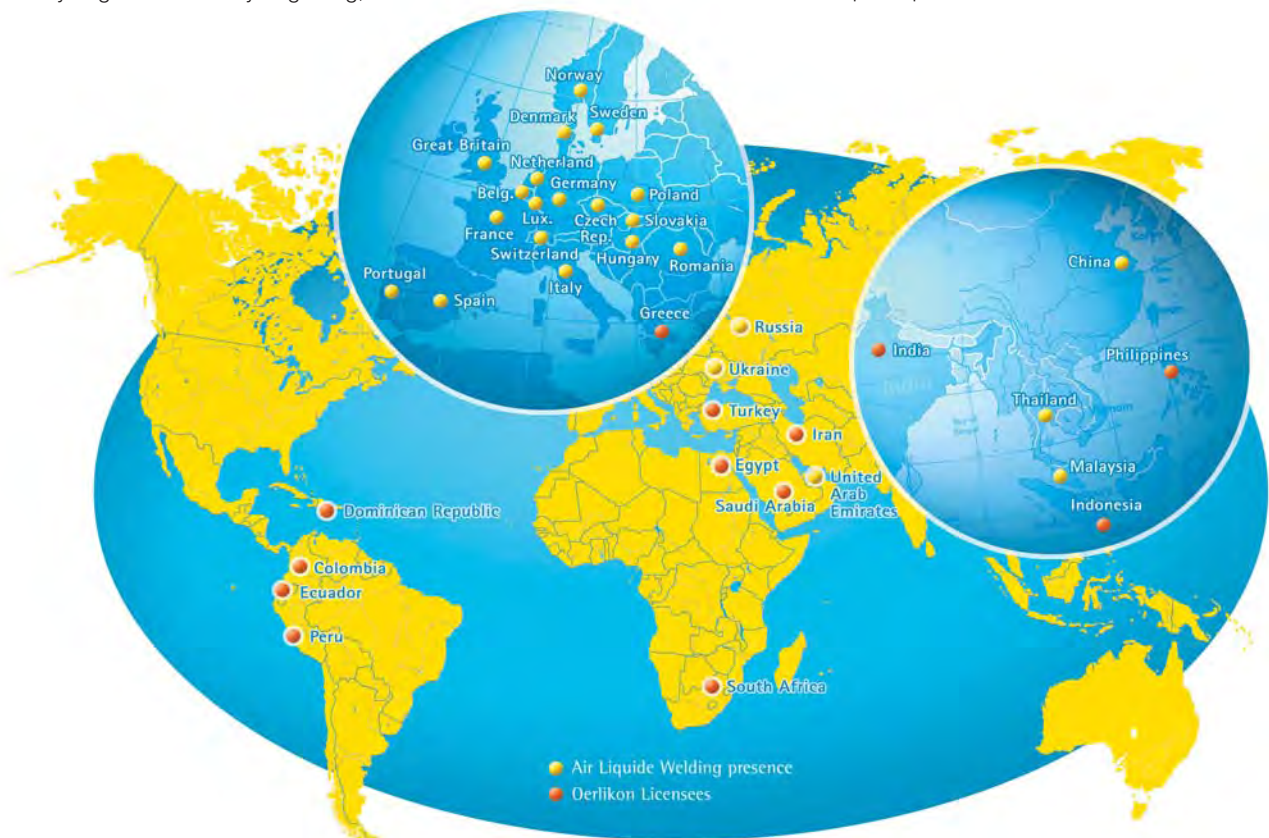 Norway
Denmark
Sweden
Great Britain
Netherland
Belg.
Germany
Poland
Lux.
Czech
Rep.
Slovakia
France
Switzerland
Hungary
Romania
Portugal
Spain
Italy
Greece
China
India
Philippines
Thailand
Malaysia
Indonesia
Russia
Ukraine
Turkey
Iran
Egypt
Saudi Arabia
United
Arab
Emirates
Dominican Republic
Colombia
Ecuador
Peru
South Africa
Air Liquide Welding presence
Oerlikon Licensees